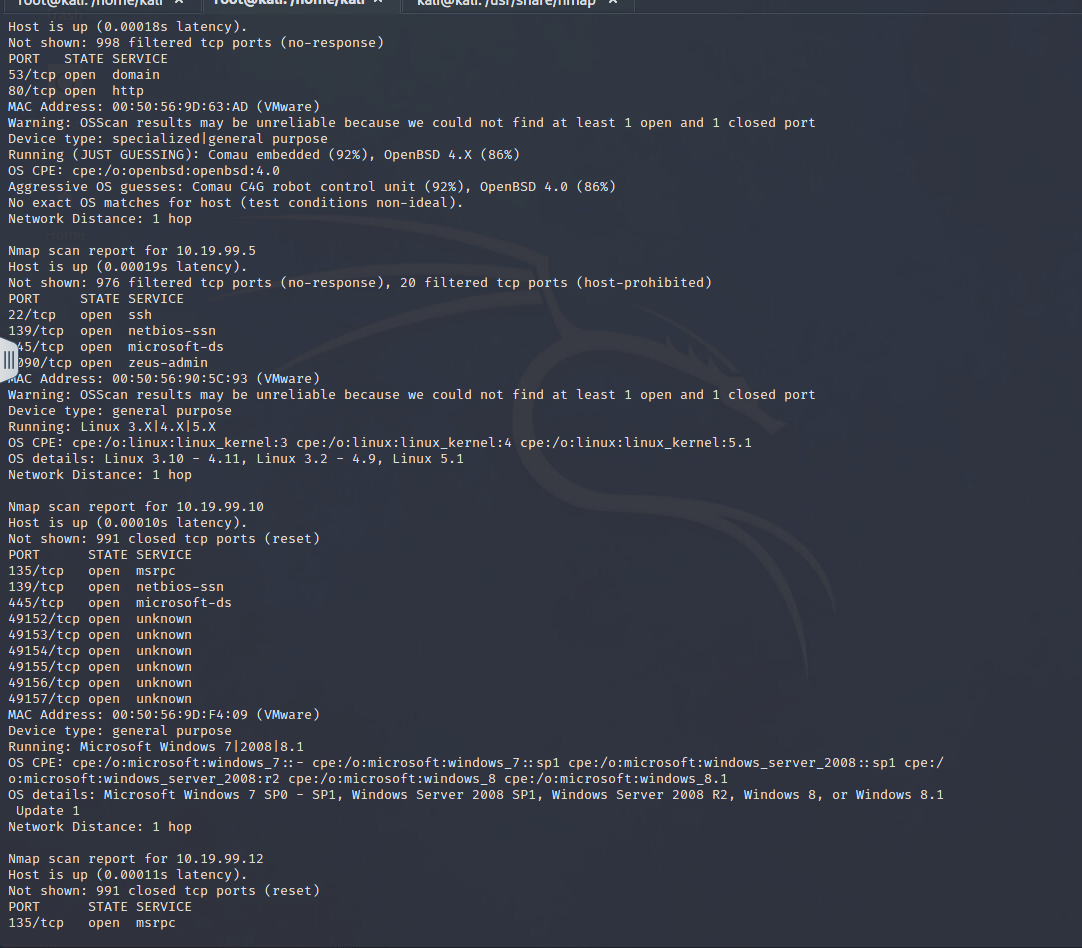 root@kali: /home/kali × root@kali: /home/kali × kali@kali: /usr/share/nmap ×
Host is up (0.00018s latency).
Not shown: 998 filtered tcp ports (no-response)
PORT   STATE SERVICE
53/tcp open  domain
80/tcp open  http
MAC Address: 00:50:56:9D:63:AD (VMware)
Warning: OSScan results may be unreliable because we could not find at least 1 open and 1 closed port
Device type: specialized|general purpose
Running (JUST GUESSING): Comau embedded (92%), OpenBSD 4.X (86%)
OS CPE: cpe:/o:openbsd:openbsd:4.0
Aggressive OS guesses: Comau C4G robot control unit (92%), OpenBSD 4.0 (86%)
No exact OS matches for host (test conditions non-ideal).
Network Distance: 1 hop
Nmap scan report for 10.19.99.5
Host is up (0.00019s latency).
Not shown: 976 filtered tcp ports (no-response), 20 filtered tcp ports (host-prohibited)
PORT     STATE SERVICE
22/tcp   open  ssh
139/tcp  open  netbios-ssn
45/tcp  open  microsoft-ds
090/tcp open  zeus-admin
MAC Address: 00:50:56:90:5C:93 (VMware)
Warning: OSScan results may be unreliable because we could not find at least 1 open and 1 closed port
Device type: general purpose
Running: Linux 3.X|4.X|5.X
OS CPE: cpe:/o:linux:linux_kernel:3 cpe:/o:linux:linux_kernel:4 cpe:/o:linux:linux_kernel:5.1
OS details: Linux 3.10 - 4.11, Linux 3.2 - 4.9, Linux 5.1
Network Distance: 1 hop
Nmap scan report for 10.19.99.10
Host is up (0.00010s latency).
Not shown: 991 closed tcp ports (reset)
PORT      STATE SERVICE
135/tcp   open  msrpc
139/tcp   open  netbios-ssn
445/tcp   open  microsoft-ds
49152/tcp open  unknown
49153/tcp open  unknown
49154/tcp open  unknown
49155/tcp open  unknown
49156/tcp open  unknown
49157/tcp open  unknown
MAC Address: 00:50:56:9D:F4:09 (VMware)
Device type: general purpose
Running: Microsoft Windows 7|2008|8.1
OS CPE: cpe:/o:microsoft:windows_7::- cpe:/o:microsoft:windows_7::sp1 cpe:/o:microsoft:windows_server_2008::sp1 cpe:/
o:microsoft:windows_server_2008:r2 cpe:/o:microsoft:windows_8 cpe:/o:microsoft:windows_8.1
OS details: Microsoft Windows 7 SP0 - SP1, Windows Server 2008 SP1, Windows Server 2008 R2, Windows 8, or Windows 8.1
 Update 1
Network Distance: 1 hop
Nmap scan report for 10.19.99.12
Host is up (0.00011s latency).
Not shown: 991 closed tcp ports (reset)
PORT      STATE SERVICE
135/tcp   open  msrpc